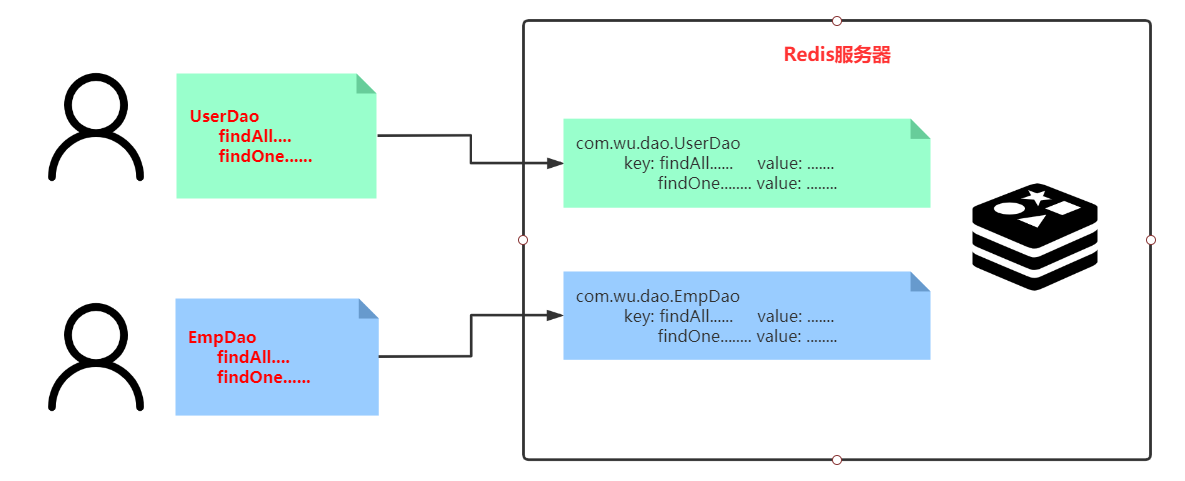 Redis服务器
UserDao
findAll....
findOne......
com.wu.dao.UserDao
key: findAll...... value: .......
findOne........ value: ........
EmpDao
findAll....
findOne......
com.wu.dao.EmpDao
key: findAll...... value: .......
findOne........ value: ........